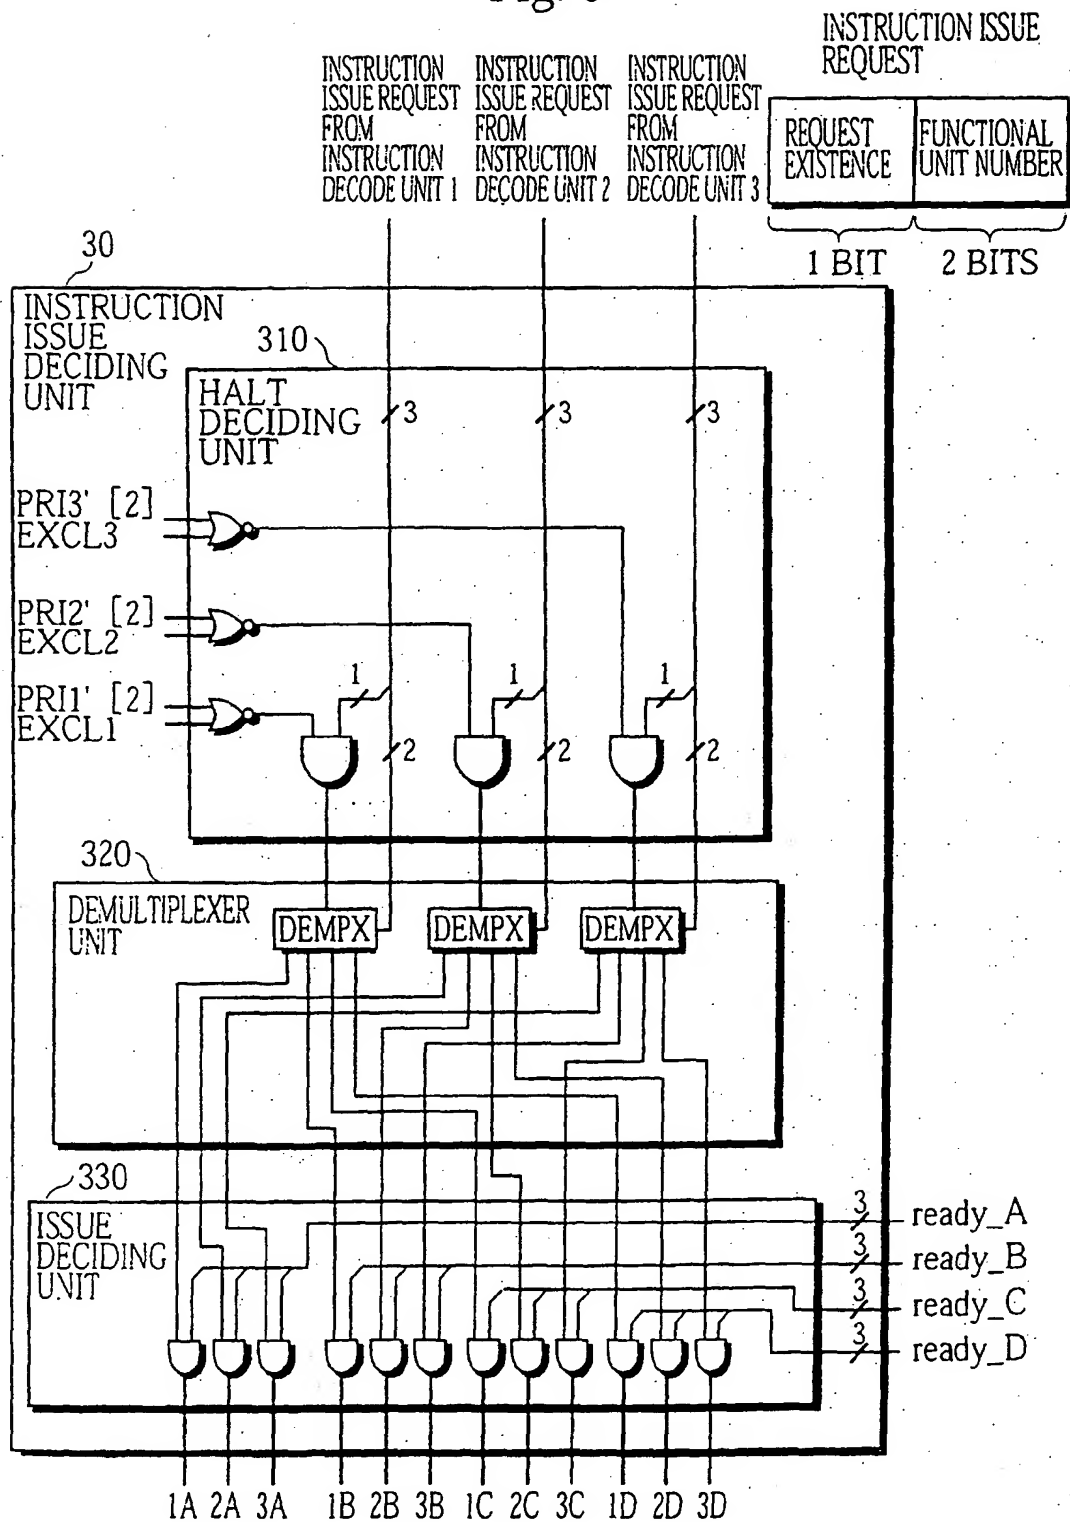 INSTRUCTION ISSUE
REQUEST
INSTRUCTION
ISSUE REQUEST
FROM
INSTRUCTION
DECODE UNIT 1
INSTRUCTION
ISSUE REQUEST
FROM
INSTRUCTION
DECODE UNIT 2
INSTRUCTION
ISSUE REQUEST
FROM
INSTRUCTION
DECODE UNIT 3
REQUEST
EXISTENCE
FUNCTIONAL
UNIT NUMBER
1 BIT
2 BITS
30
INSTRUCTION
ISSUE
DECIDING
UNIT
310
HALT
DECIDING
UNIT
3
3
3
PRI3' [2]
EXCL3
PRI2' [2]
EXCL2
PRI1' [2]
EXCL1
1
1
1
2
2
2
320
DEMULTIPLEXER
UNIT
DEMPX
DEMPX
DEMPX
330
ISSUE
DECIDING
UNIT
3
ready_A
3
ready_B
3
ready_C
3
ready_D
1A 2A 3A 1B 2B 3B 1C 2C 3C 1D 2D 3D